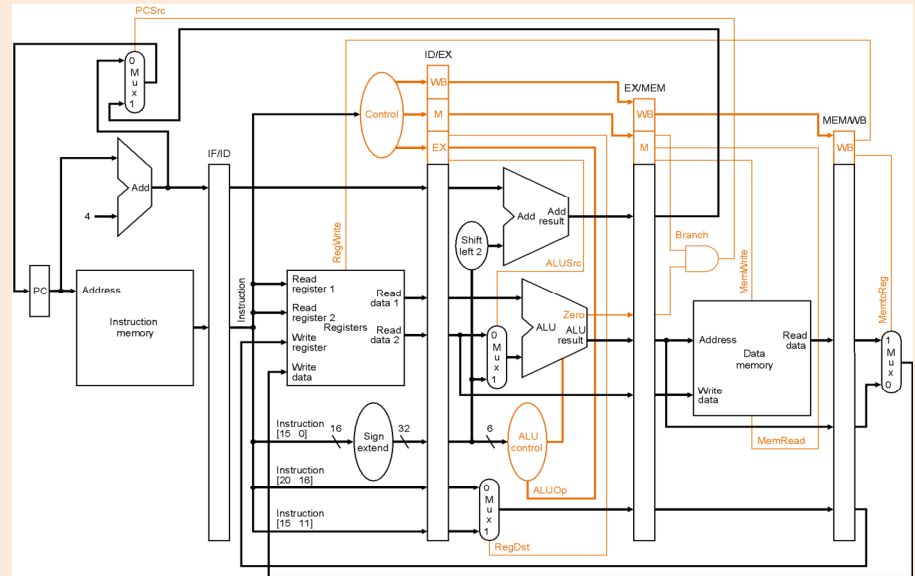 PCSrc
0
M
u
x
1
ID/EX
WB
Control
M
EX
EX/MEM
WB
M
MEM/WB
WB
IF/ID
Add
4
RegWrite
Add
Add
result
Shift
left 2
Branch
ALUSrc
MemWrite
MemtoReg
PC
Address
Instruction
memory
Instruction
Read
register 1
Read
register 2
Write
register
Write
data
Registers
Read
data 1
Read
data 2
0
M
u
x
1
Zero
ALU
ALU
result
Address
Write
data
Data
memory
Read
data
1
M
u
x
0
Instruction
[15 0]
16
Sign
extend
32
6
ALU
control
MemRead
Instruction
[20 16]
ALUOp
0
M
u
x
1
Instruction
[15 11]
RegDst